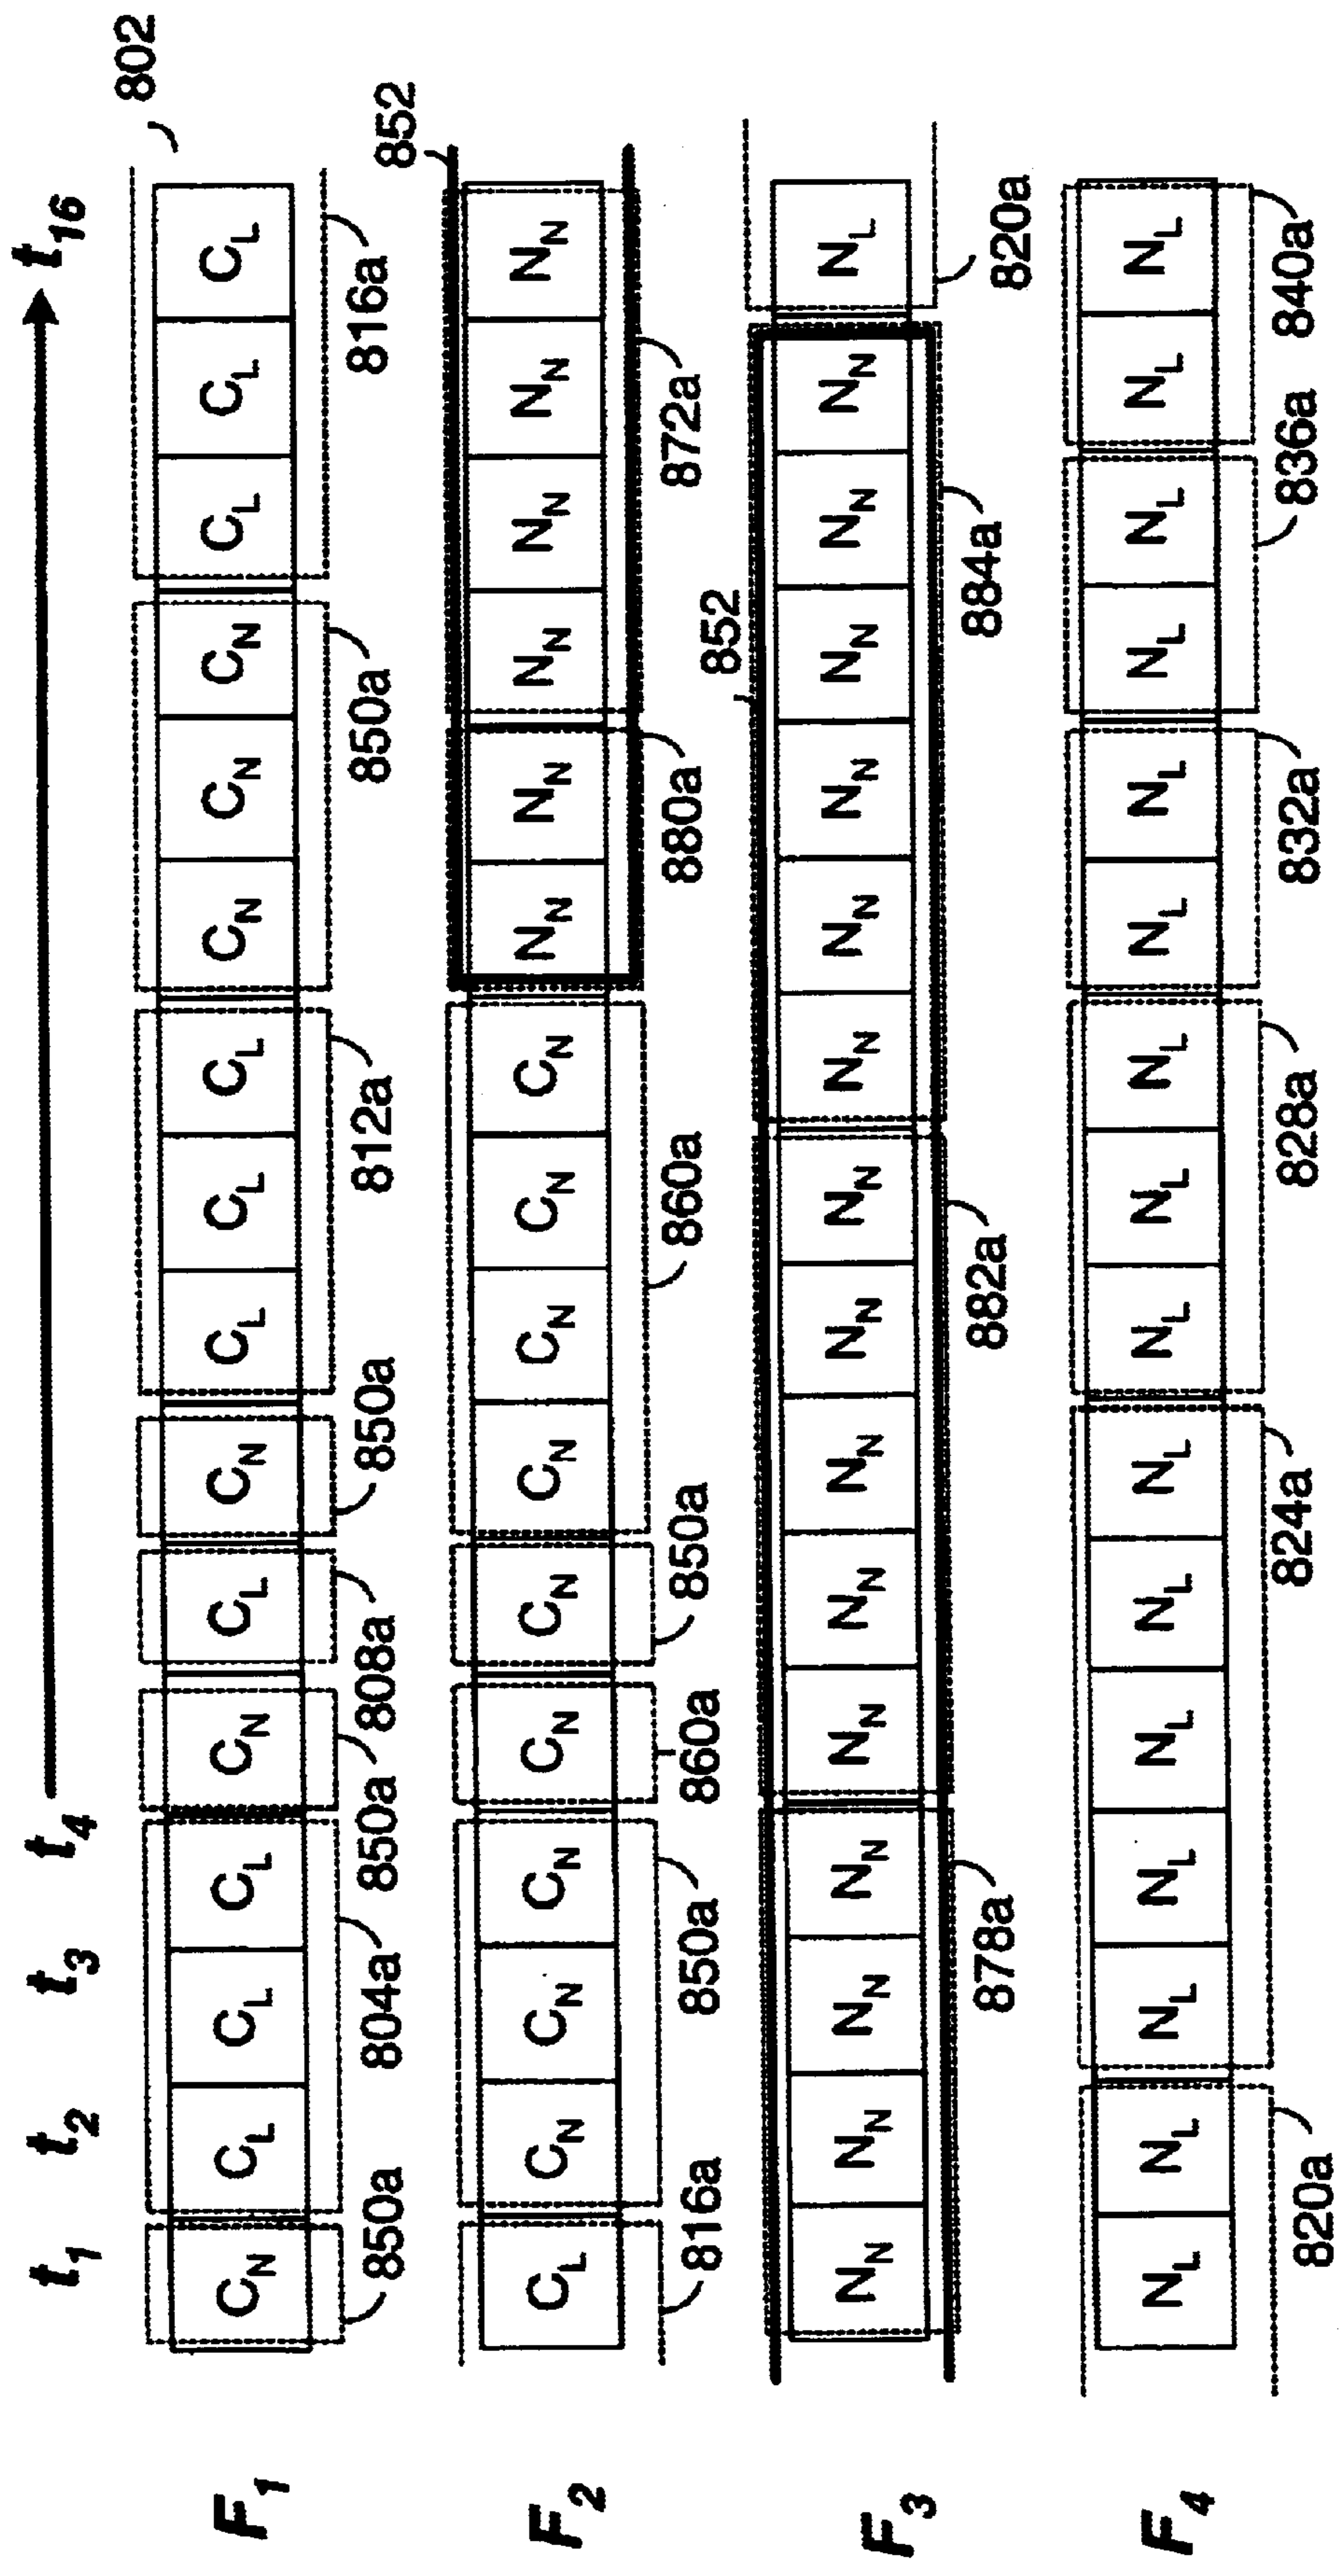 802
t1 t2 t3 t4 t16
F1 CN CL CL CL CN CL CN CL CL CL CN CN CN CL CL CL
850a 804a 850a 808a 850a 812a 850a 816a
852
F2 CL CN CN CN CN CN CN CN CN CN NN NN NN NN NN NN
816a 850a 860a 850a 860a 880a 872a
852
F3 NN NN NN NN NN NN NN NN NN NN NN NN NN NN NN NL
878a 882a 884a 820a
F4 NL NL NL NL NL NL NL NL NL NL NL NL NL NL NL NL
820a 824a 828a 832a 836a 840a